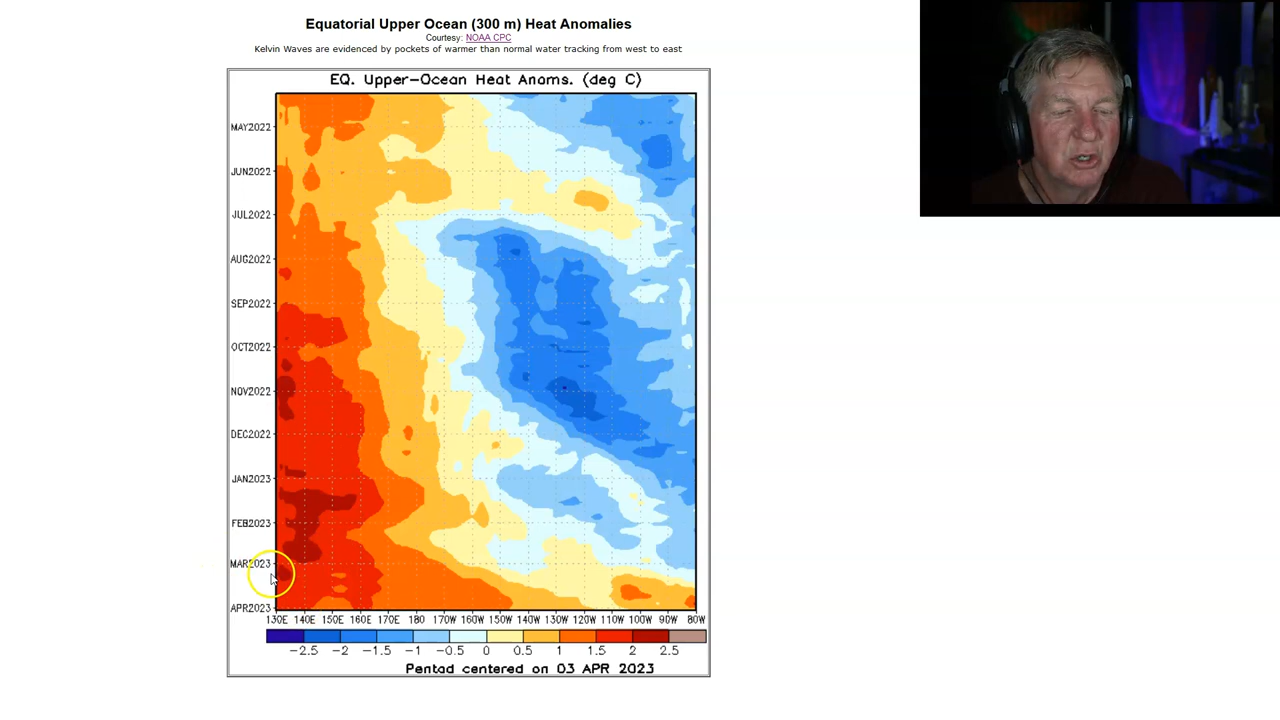 Equatorial Upper Ocean (300 m) Heat Anomalies
Courtesy: NOAA CPC
Kelvin Waves are evidenced by pockets of warmer than normal water tracking from west to east
EQ. Upper-Ocean Heat Anoms. (deg C)
MAY2022
JUN2022
JUL2022
AUG2022
SEP2022
OCT2022
NOV2022
DEC2022
JAN2023
FEB2023
MAR2023
APR2023
130E 140E 150E 160E 170E 180 170W 160W 150W 140W 130W 120W 110W 100W 90W 80W
-2.5 -2 -1.5 -1 -0.5 0 0.5 1 1.5 2 2.5
Pentad centered on 03 APR 2023